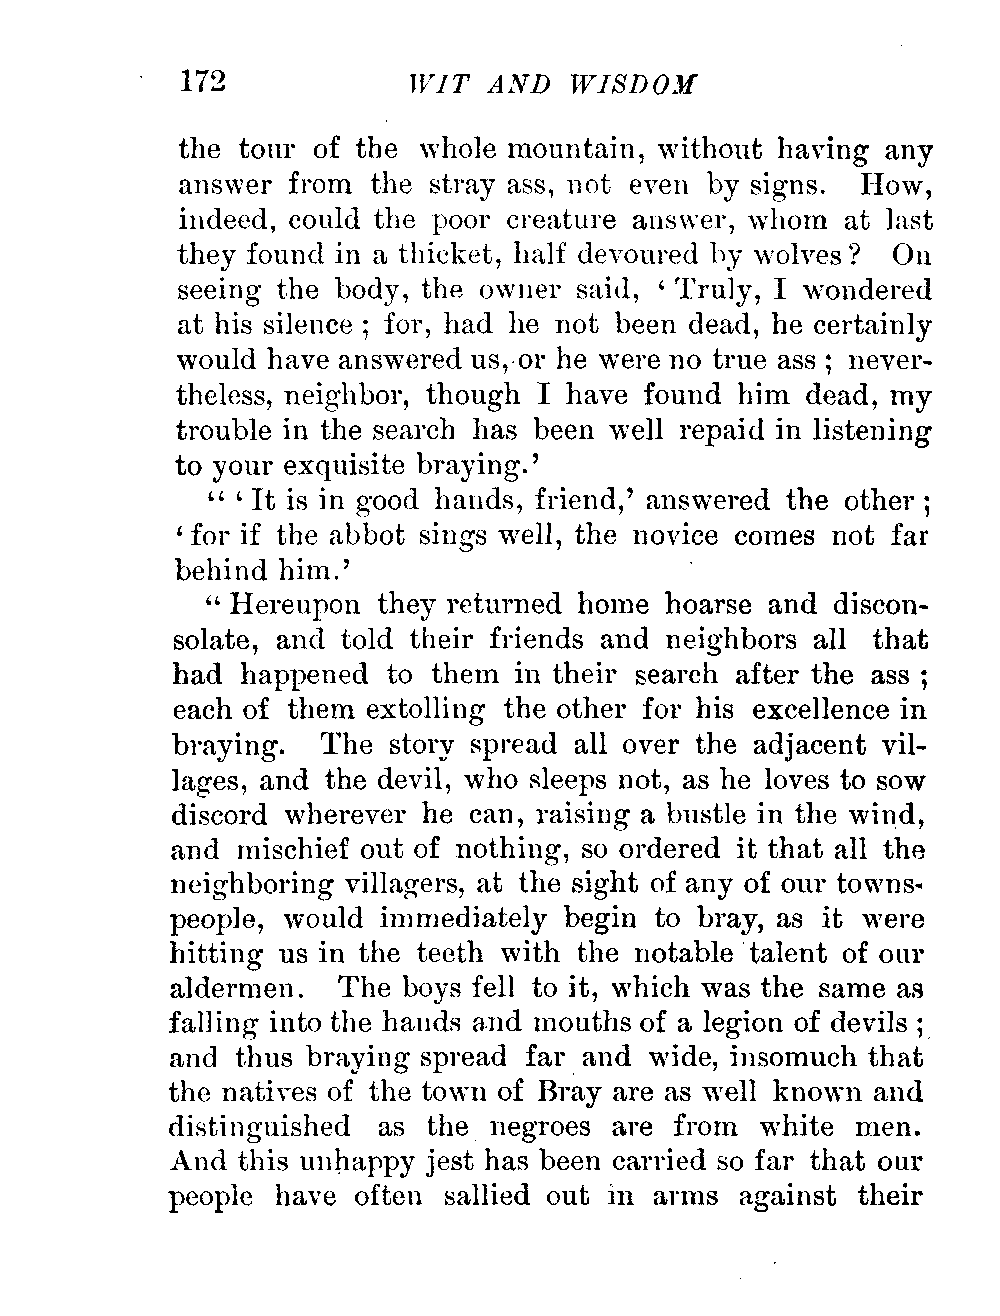 172 WIT AND WISDOM
the tour of the whole mountain, without having any
answer from the stray ass, not even by signs. How,
indeed, could the poor creature answer, whom at last
they found in a thicket, half devoured by wolves? On
seeing the body, the owner said, ‘Truly, I wondered
at his silence; for, had he not been dead, he certainly
would have answered us, or he were no true ass; never-
theless, neighbor, though I have found him dead, my
trouble in the search has been well repaid in listening
to your exquisite braying.’
“‘It is in good hands, friend,’ answered the other;
‘for if the abbot sings well, the novice comes not far
behind him.’
“Hereupon they returned home hoarse and discon-
solate, and told their friends and neighbors all that
had happened to them in their search after the ass;
each of them extolling the other for his excellence in
braying. The story spread all over the adjacent vil-
lages, and the devil, who sleeps not, as he loves to sow
discord wherever he can, raising a bustle in the wind,
and mischief out of nothing, so ordered it that all the
neighboring villagers, at the sight of any of our towns-
people, would immediately begin to bray, as it were
hitting us in the teeth with the notable talent of our
aldermen. The boys fell to it, which was the same as
falling into the hands and mouths of a legion of devils;
and thus braying spread far and wide, insomuch that
the natives of the town of Bray are as well known and
distinguished as the negroes are from white men.
And this unhappy jest has been carried so far that our
people have often sallied out in arms against their